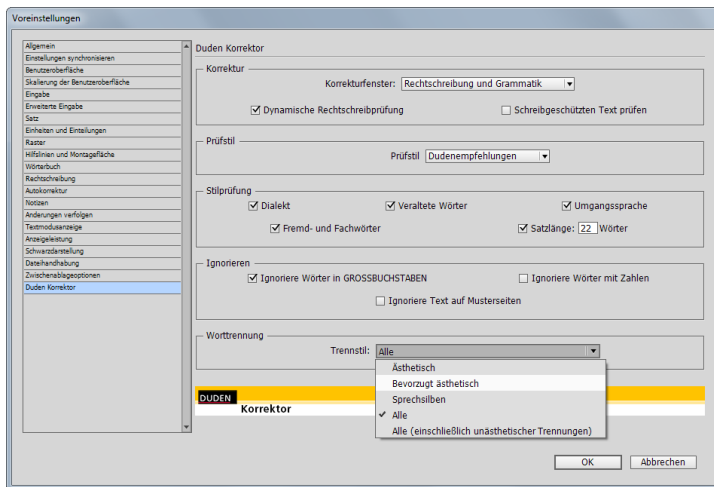 Voreinstellungen
Allgemein
Einstellungen synchronisieren
Benutzeroberfläche
Skalierung der Benutzeroberfläche
Eingabe
Erweiterte Eingabe
Satz
Einheiten und Einteilungen
Raster
Hilfslinien und Montagefläche
Wörterbuch
Rechtschreibung
Autokorrektur
Notizen
Änderungen verfolgen
Textmodusanzeige
Anzeigeleistung
Schwarzdarstellung
Dateihandhabung
Zwischenablageoptionen
Duden Korrektor
Duden Korrektor
Korrektur
Korrekturfenster: Rechtschreibung und Grammatik
Dynamische Rechtschreibprüfung Schreibgeschützten Text prüfen
Prüfstil
Prüfstil Dudenempfehlungen
Stilprüfung
Dialekt Veraltete Wörter Umgangssprache
Fremd- und Fachwörter Satzlänge: 22 Wörter
Ignorieren
Ignoriere Wörter in GROSSBUCHSTABEN Ignoriere Wörter mit Zahlen
Ignoriere Text auf Musterseiten
Worttrennung
Trennstil: Alle
Ästhetisch
Bevorzugt ästhetisch
Sprechsilben
Alle
Alle (einschließlich unästhetischer Trennungen)
DUDEN
Korrektor
OK Abbrechen